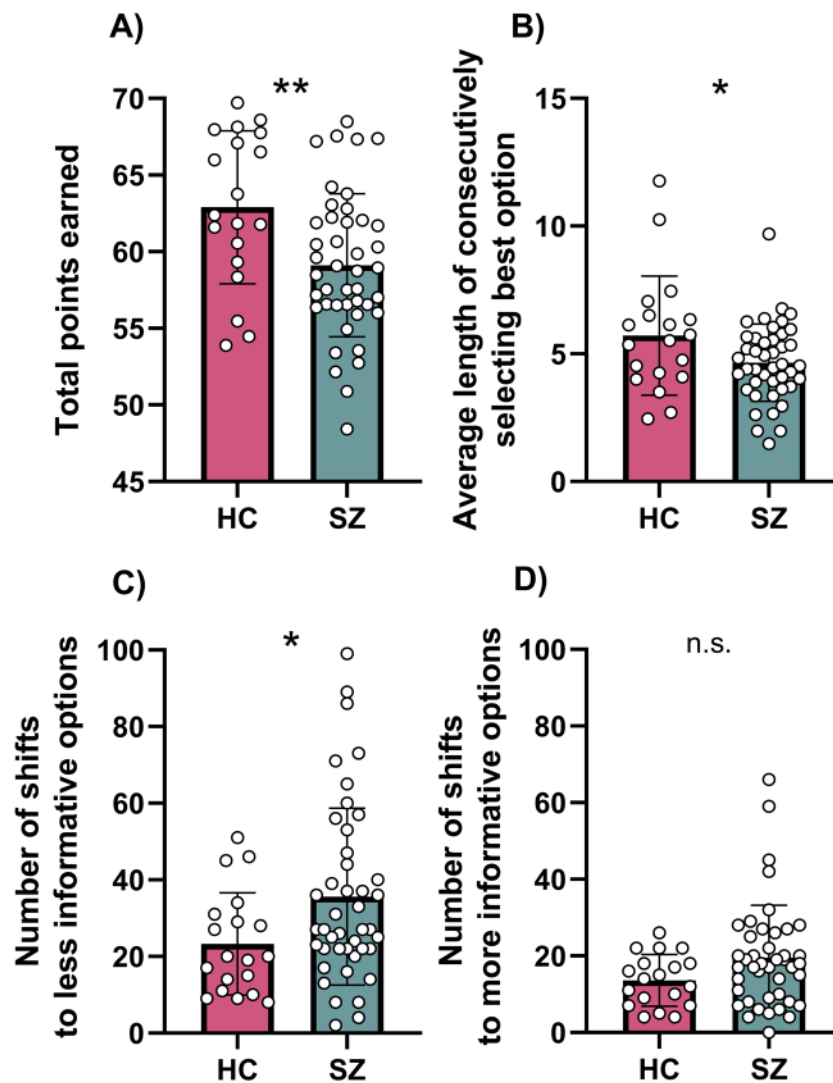 A)
**
Total points earned
70
65
60
55
50
45
HC
SZ
B)
*
Average length of consecutively
selecting best option
15
10
5
0
HC
SZ
C)
*
Number of shifts
to less informative options
100
80
60
40
20
0
HC
SZ
D)
n.s.
Number of shifts
to more informative options
100
80
60
40
20
0
HC
SZ